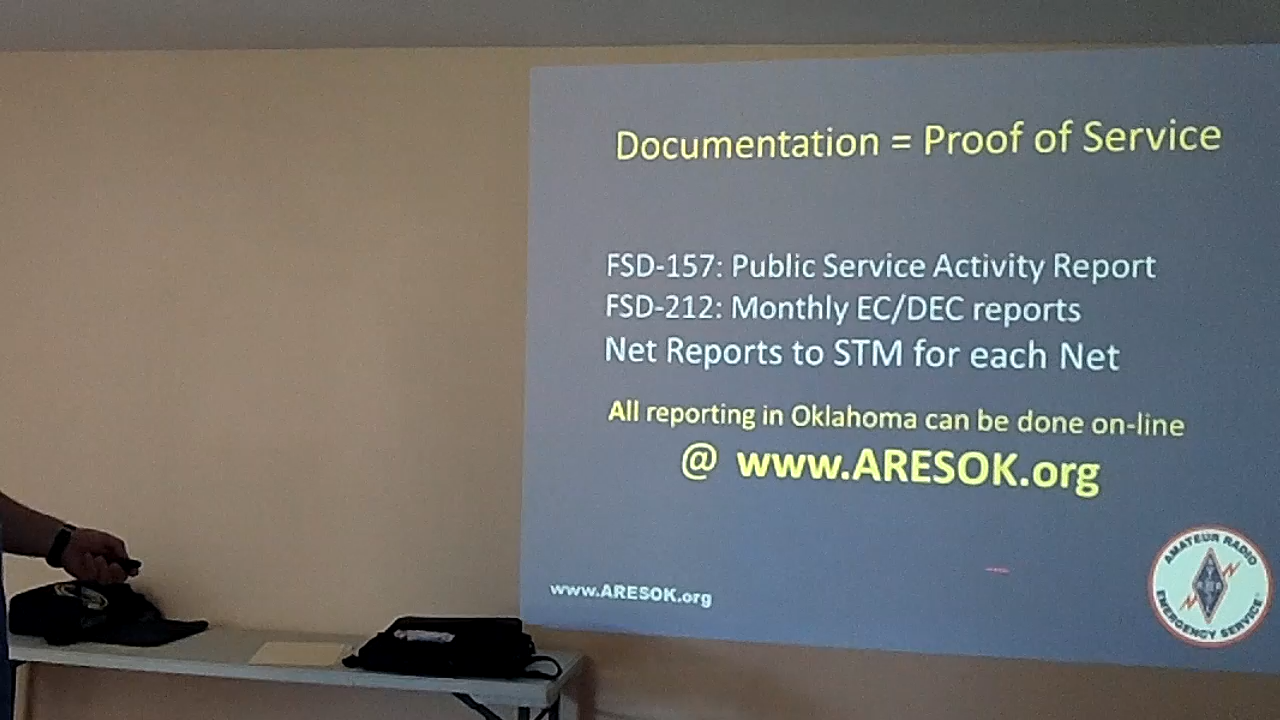 Documentation = Proof of Service
FSD-157: Public Service Activity Report
FSD-212: Monthly EC/DEC reports
Net Reports to STM for each Net
All reporting in Oklahoma can be done on-line
@ www.ARESOK.org
www.ARESOK.org
AMATEUR RADIO
EMERGENCY SERVICE